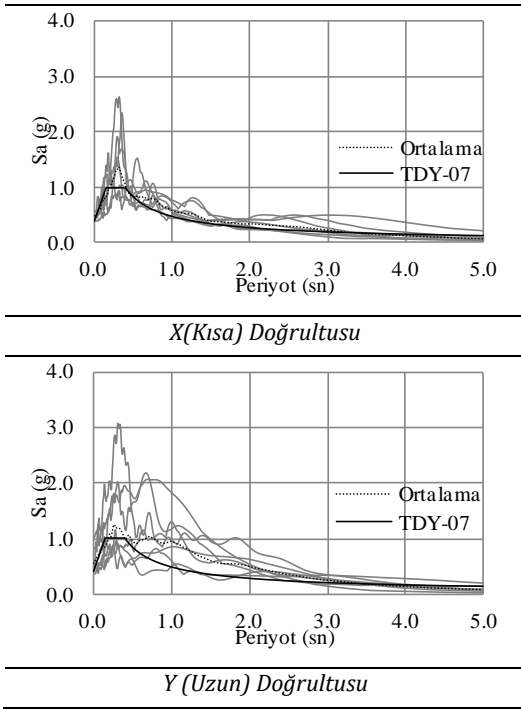 4.0
3.0
2.0
1.0
0.0
Sa (g)
Ortalama
TDY-07
0.0 1.0 2.0 3.0 4.0 5.0
Periyot (sn)
X(Kısa) Doğrultusu
4.0
3.0
2.0
1.0
0.0
Sa (g)
Ortalama
TDY-07
0.0 1.0 2.0 3.0 4.0 5.0
Periyot (sn)
Y (Uzun) Doğrultusu